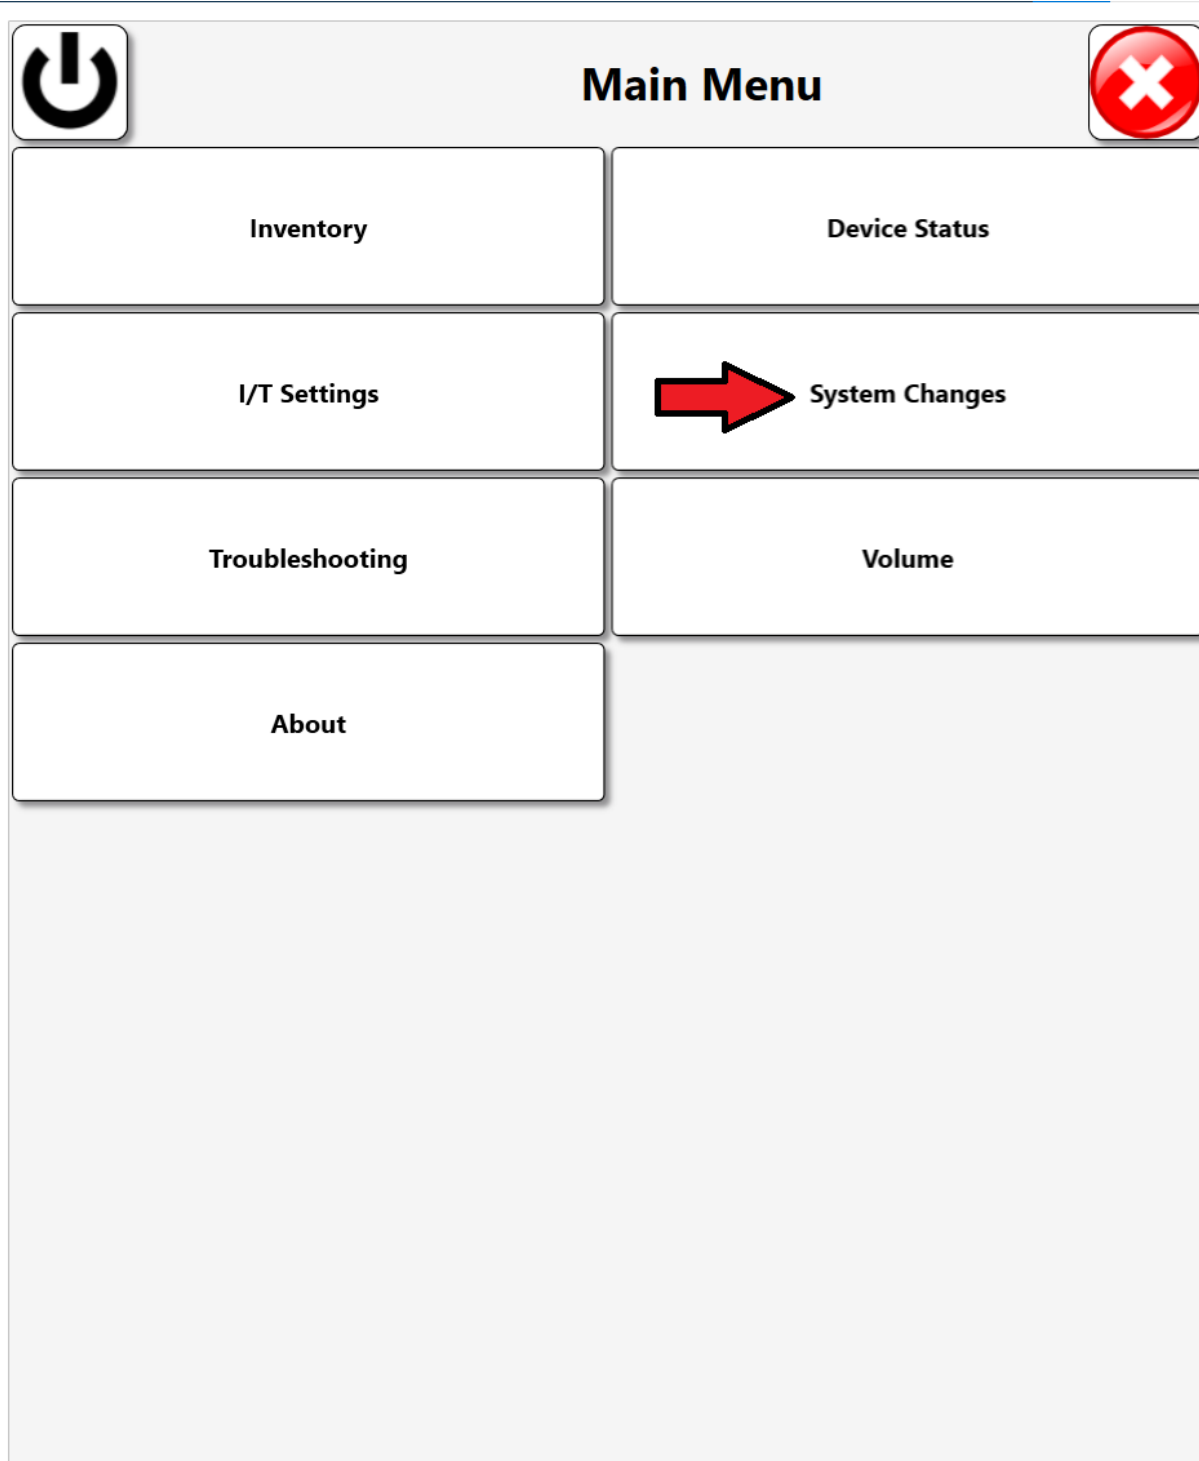 Main Menu
Inventory
Device Status
I/T Settings
System Changes
Troubleshooting
Volume
About